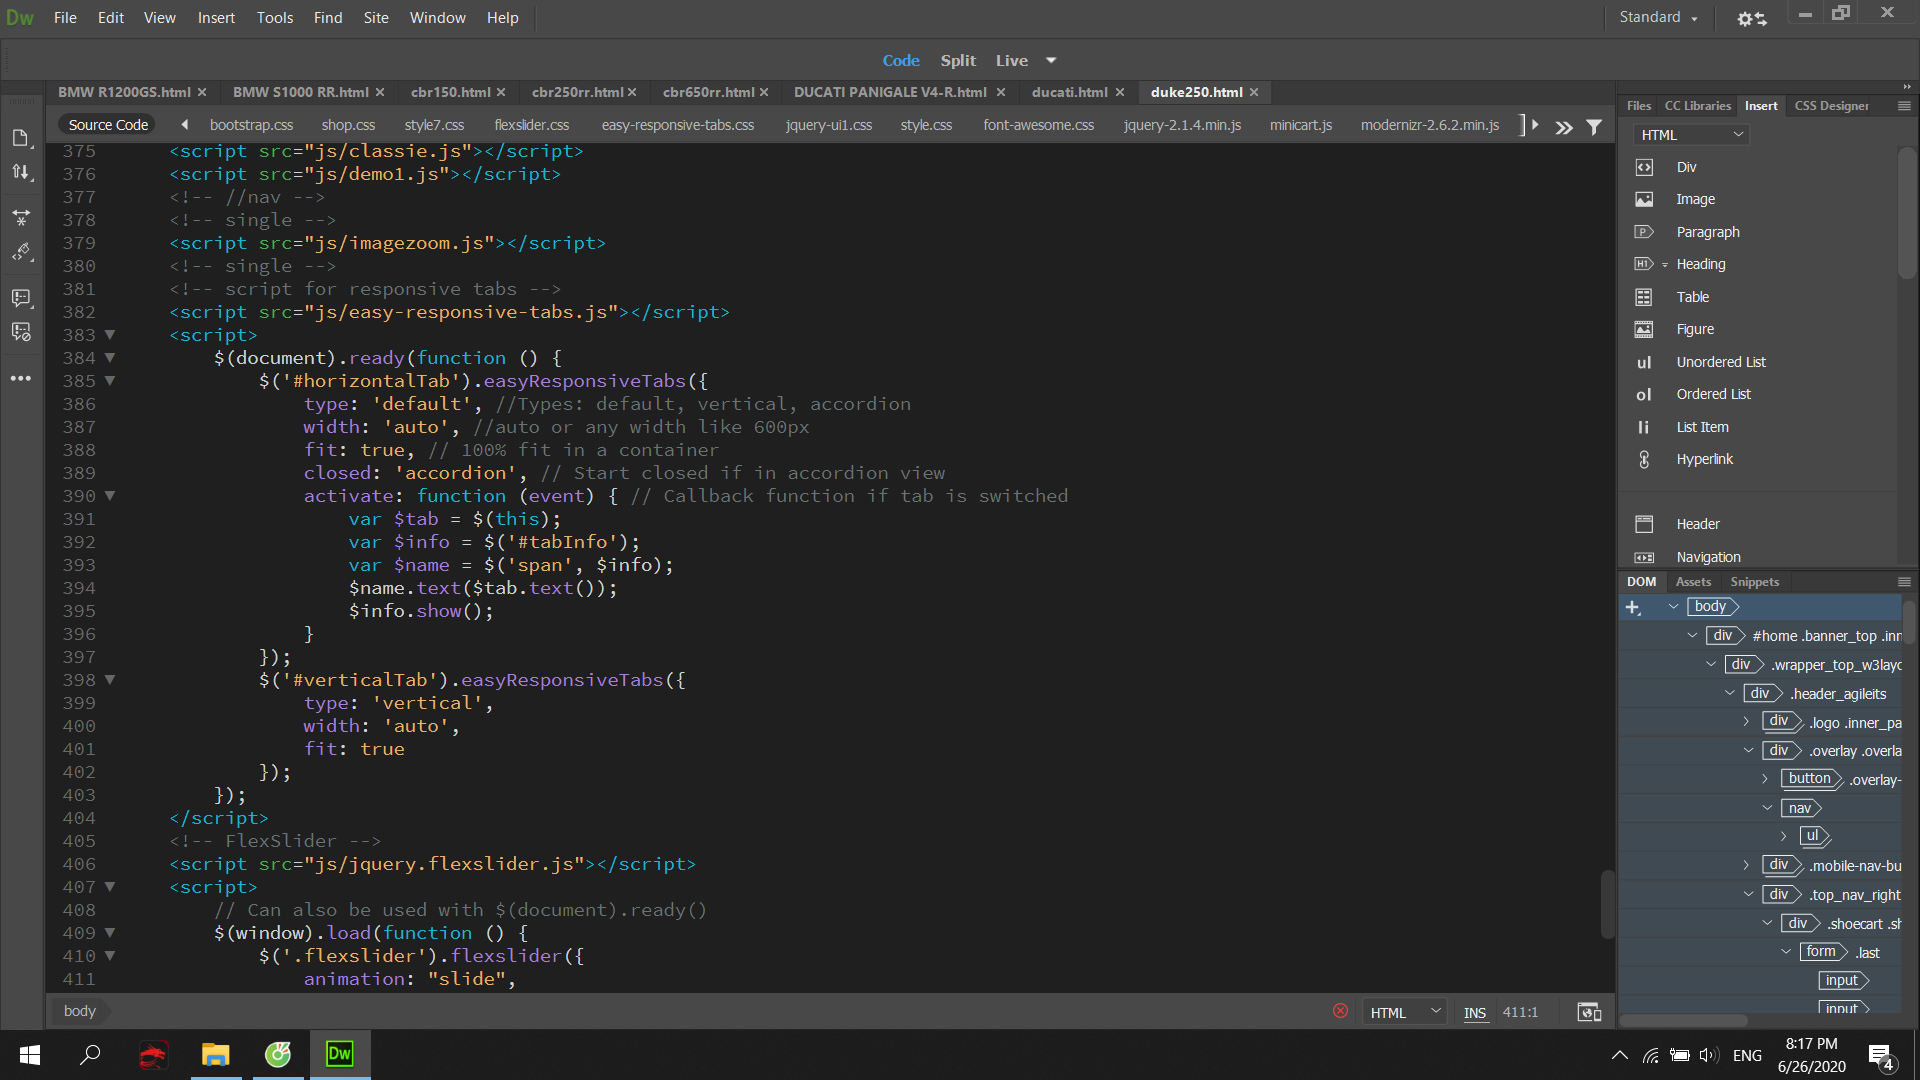 Dw File Edit View Insert Tools Find Site Window Help
Standard
Code Split Live
BMW R1200GS.html BMW S1000 RR.html cbr150.html cbr250rr.html cbr650rr.html DUCATI PANIGALE V4-R.html ducati.html duke250.html
Source Code bootstrap.css shop.css style7.css flexslider.css easy-responsive-tabs.css jquery-ui1.css style.css font-awesome.css jquery-2.1.4.min.js minicart.js modernizr-2.6.2.min.js
375 <script src="js/classie.js"></script>
376 <script src="js/demo1.js"></script>
377 <!-- //nav -->
378 <!-- single -->
379 <script src="js/imagezoom.js"></script>
380 <!-- single -->
381 <!-- script for responsive tabs -->
382 <script src="js/easy-responsive-tabs.js"></script>
383 <script>
384 $(document).ready(function () {
385 $('#horizontalTab').easyResponsiveTabs({
386 type: 'default', //Types: default, vertical, accordion
387 width: 'auto', //auto or any width like 600px
388 fit: true, // 100% fit in a container
389 closed: 'accordion', // Start closed if in accordion view
390 activate: function (event) { // Callback function if tab is switched
391 var $tab = $(this);
392 var $info = $('#tabInfo');
393 var $name = $('span', $info);
394 $name.text($tab.text());
395 $info.show();
396 }
397 });
398 $('#verticalTab').easyResponsiveTabs({
399 type: 'vertical',
400 width: 'auto',
401 fit: true
402 });
403 });
404 </script>
405 <!-- FlexSlider -->
406 <script src="js/jquery.flexslider.js"></script>
407 <script>
408 // Can also be used with $(document).ready()
409 $(window).load(function () {
410 $('.flexslider').flexslider({
411 animation: "slide",
body
HTML INS 411:1
Files CC Libraries Insert CSS Designer
HTML
Div
Image
P Paragraph
H1 Heading
Table
Figure
ul Unordered List
ol Ordered List
li List Item
Hyperlink
Header
Navigation
DOM Assets Snippets
body
div #home .banner_top .inn
div .wrapper_top_w3layo
div .header_agileits
div .logo .inner_pa
div .overlay .overla
button .overlay-
nav
ul
div .mobile-nav-bu
div .top_nav_right
div .shoecart .sh
form .last
input
input
Dw
ENG
8:17 PM
6/26/2020
4